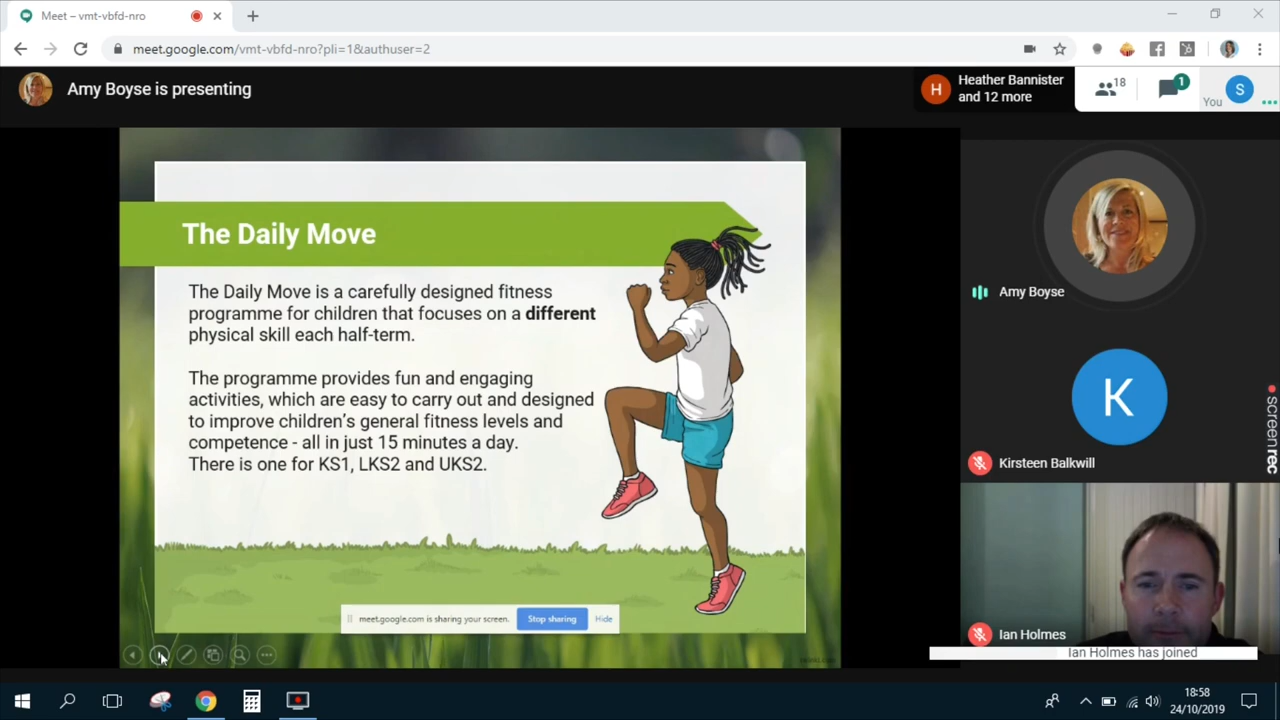 Meet – vmt-vbfd-nro
meet.google.com/vmt-vbfd-nro?pli=1&authuser=2
Amy Boyse is presenting
H
Heather Bannister
and 12 more
18
1
You
S
The Daily Move
The Daily Move is a carefully designed fitness
programme for children that focuses on a different
physical skill each half-term.
The programme provides fun and engaging
activities, which are easy to carry out and designed
to improve children's general fitness levels and
competence - all in just 15 minutes a day.
There is one for KS1, LKS2 and UKS2.
meet.google.com is sharing your screen.
Stop sharing
Hide
Amy Boyse
K
Kirsteen Balkwill
Ian Holmes
Ian Holmes has joined
screenrec
18:58
24/10/2019